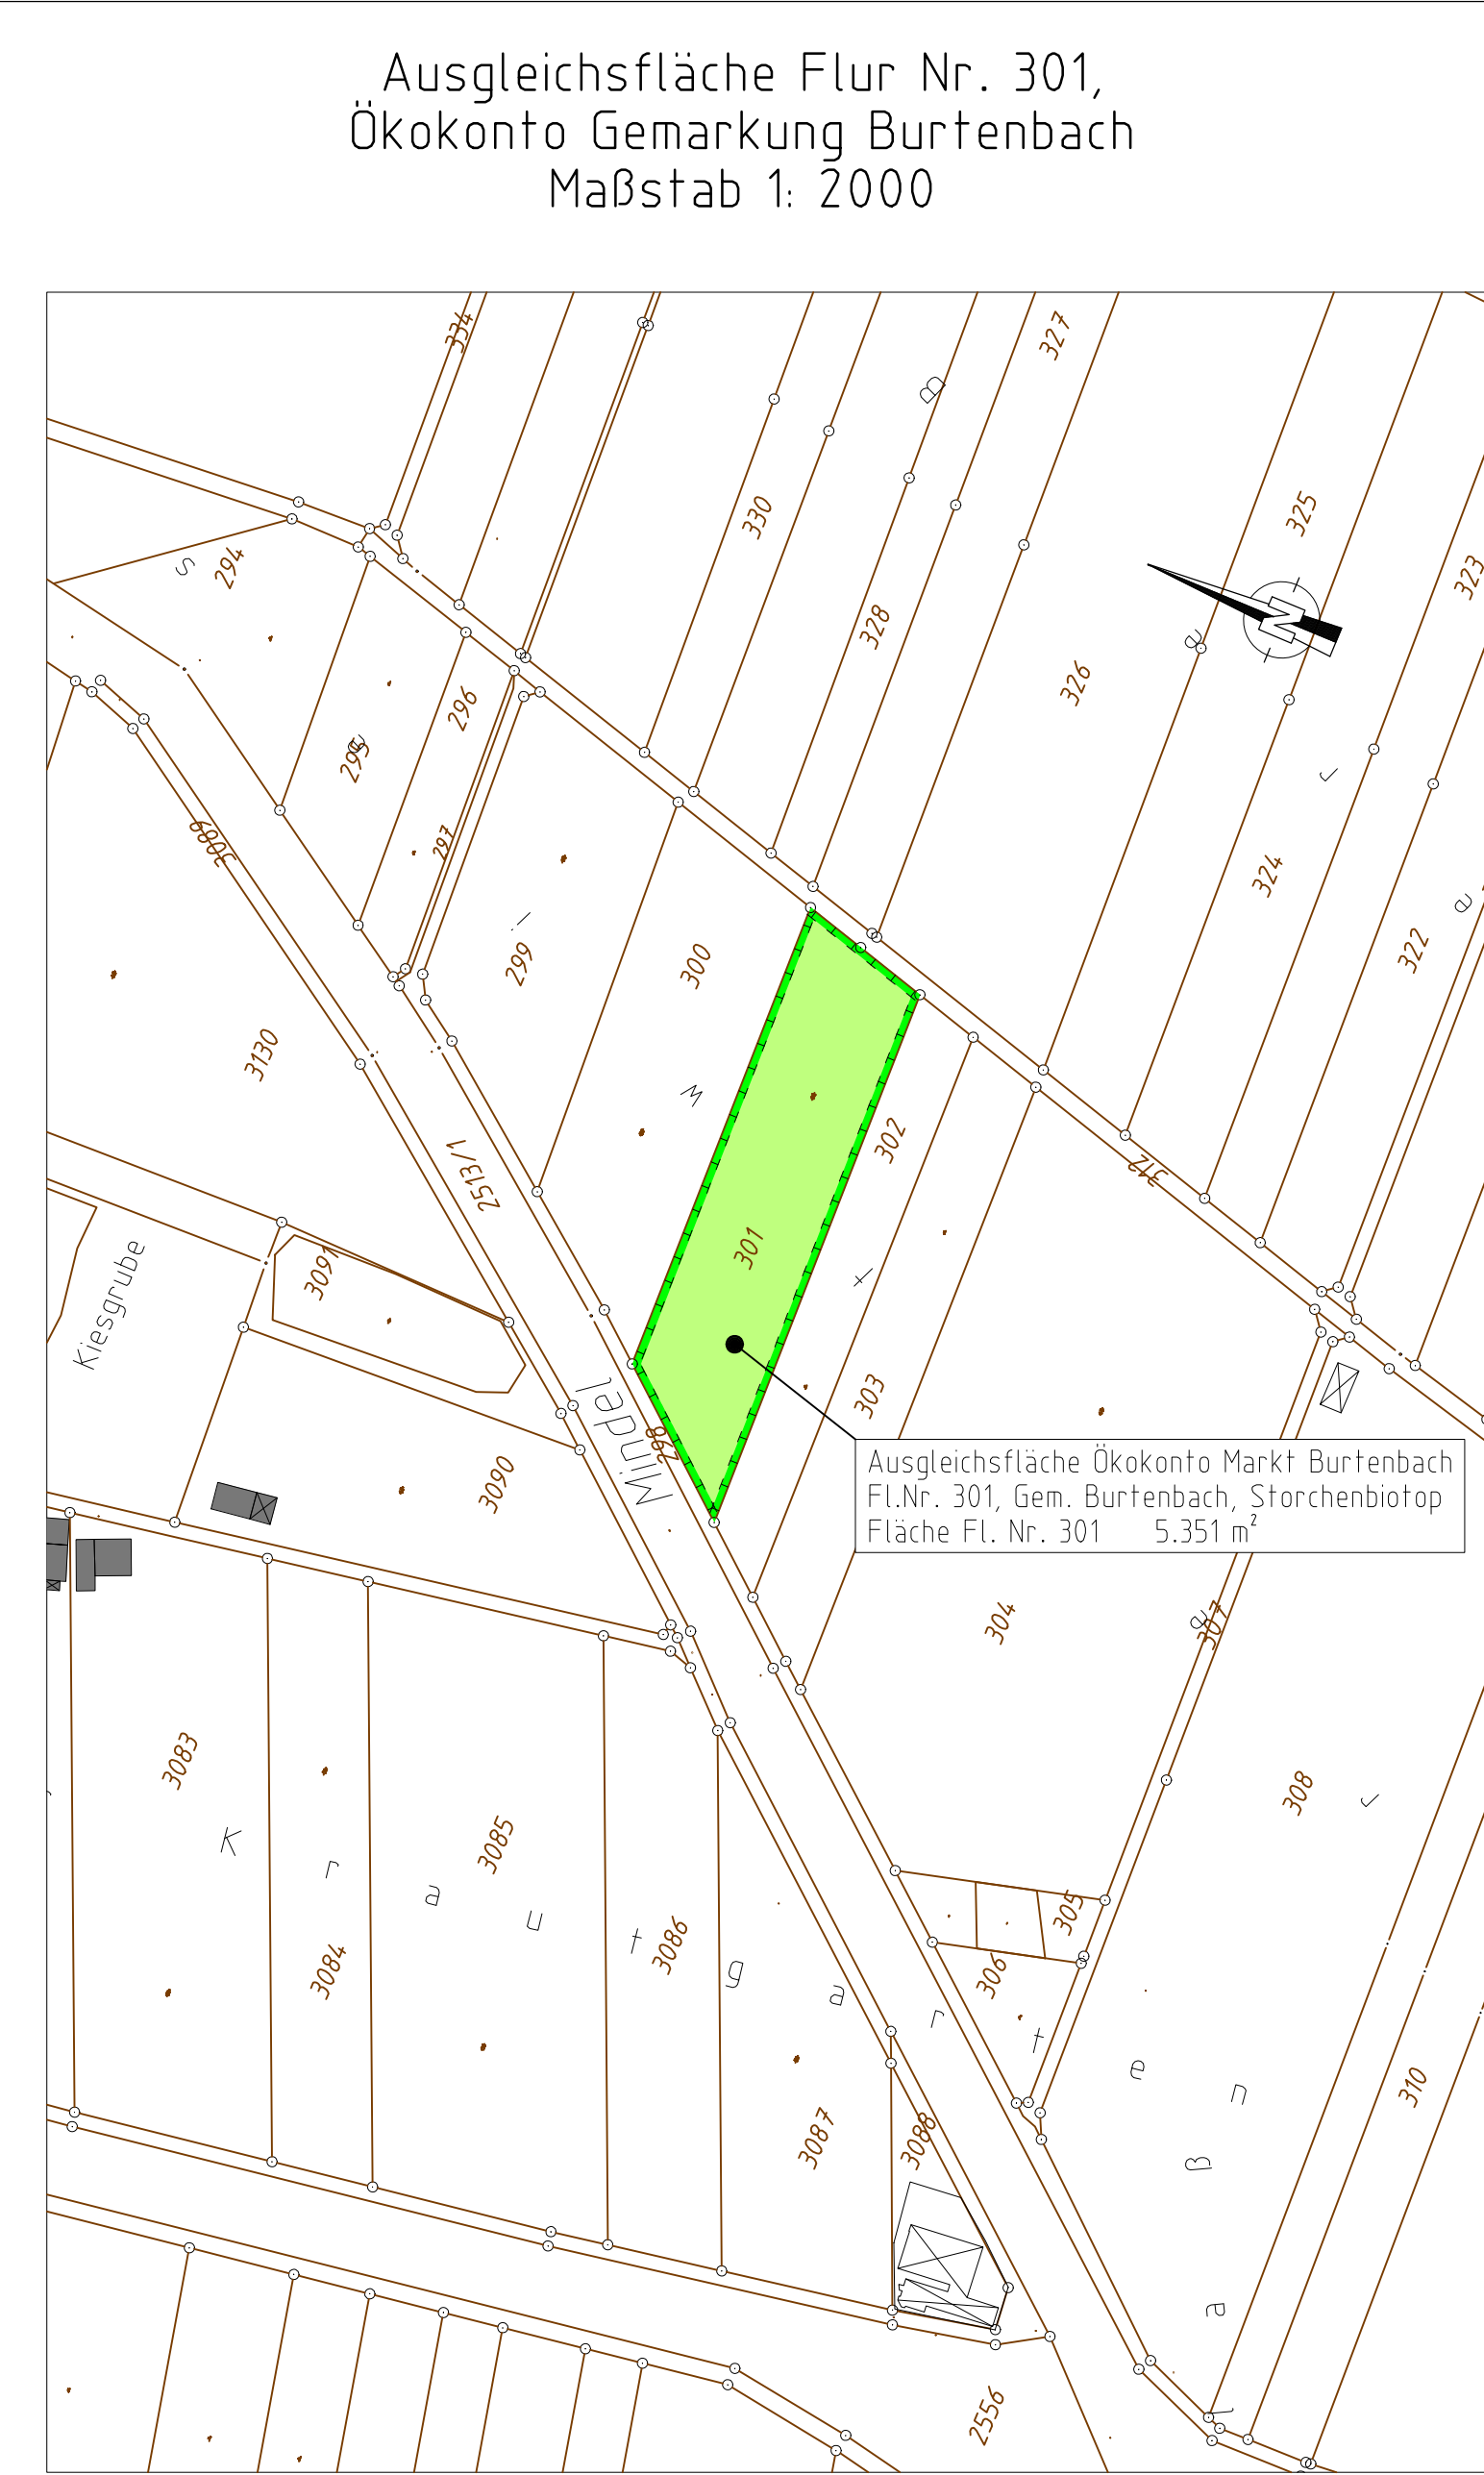 Ausgleichsfläche Flur Nr. 301,
Ökokonto Gemarkung Burtenbach
Maßstab 1: 2000
334
327
B
330
325
294
S
323
328
e
N
326
296
295
e
L
324
3089
297
e
322
l
299
300
3130
W
302
2513/1
312
301
3091
t
Kiesgrube
303
Mindel
298
3090
Ausgleichsfläche Ökokonto Markt Burtenbach
Fl.Nr. 301, Gem. Burtenbach, Storchenbiotop
Fläche Fl. Nr. 301 5.351 m²
304
e
307
3083
308
K r a u t g a r t e n
3085
305
3086
3084
306
310
3087
3088
ß
a
2556